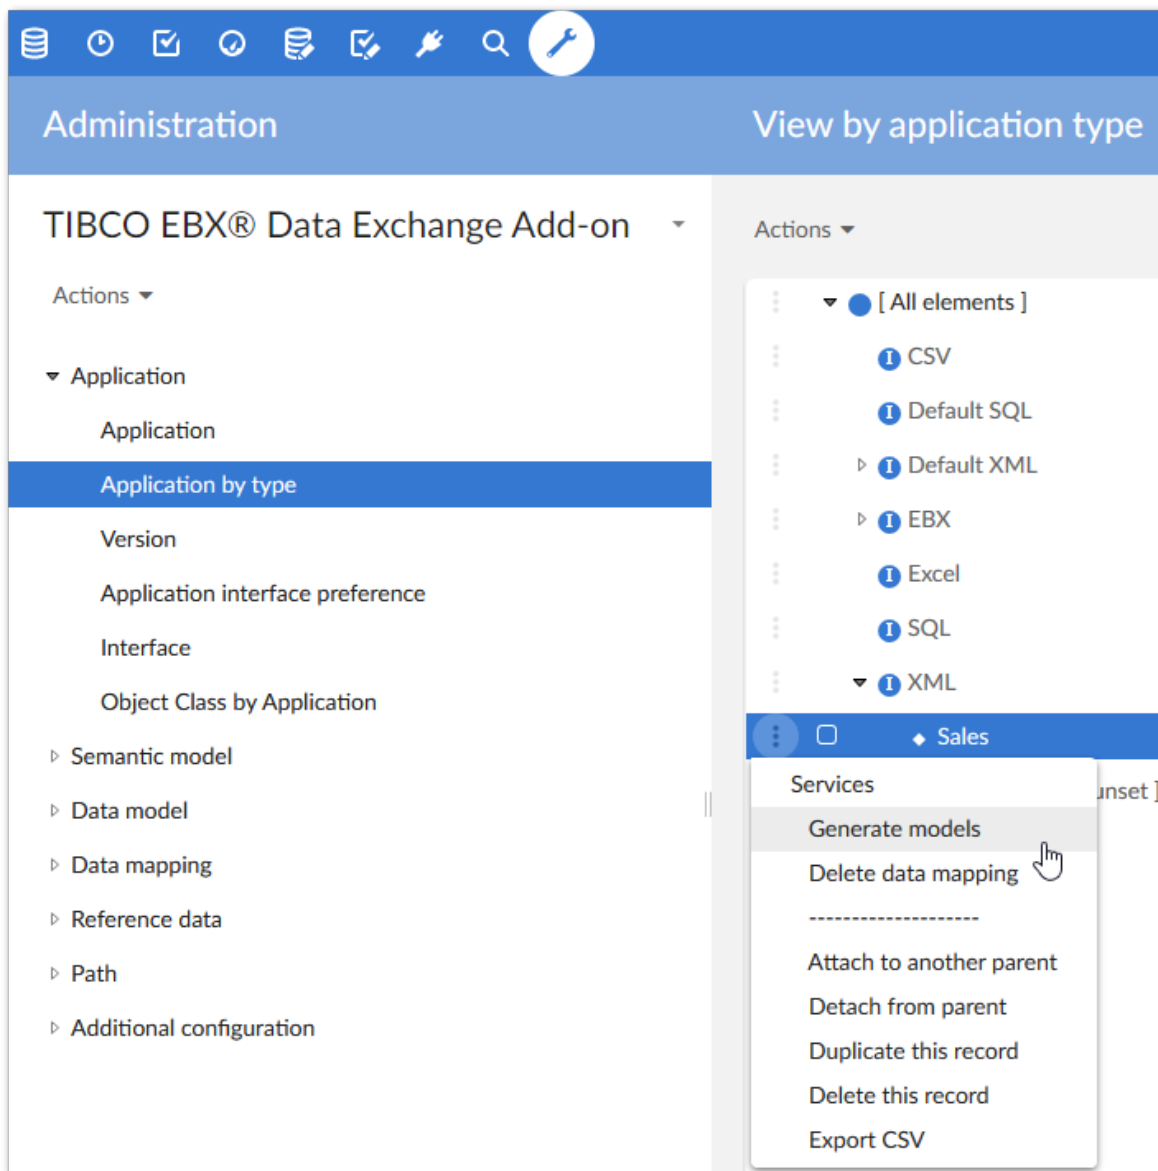 Administration
View by application type
TIBCO EBX® Data Exchange Add-on
Actions
Application
Application
Application by type
Version
Application interface preference
Interface
Object Class by Application
Semantic model
Data model
Data mapping
Reference data
Path
Additional configuration
Actions
[ All elements ]
CSV
Default SQL
Default XML
EBX
Excel
SQL
XML
Sales
unset ]
Services
Generate models
Delete data mapping
--------------------
Attach to another parent
Detach from parent
Duplicate this record
Delete this record
Export CSV